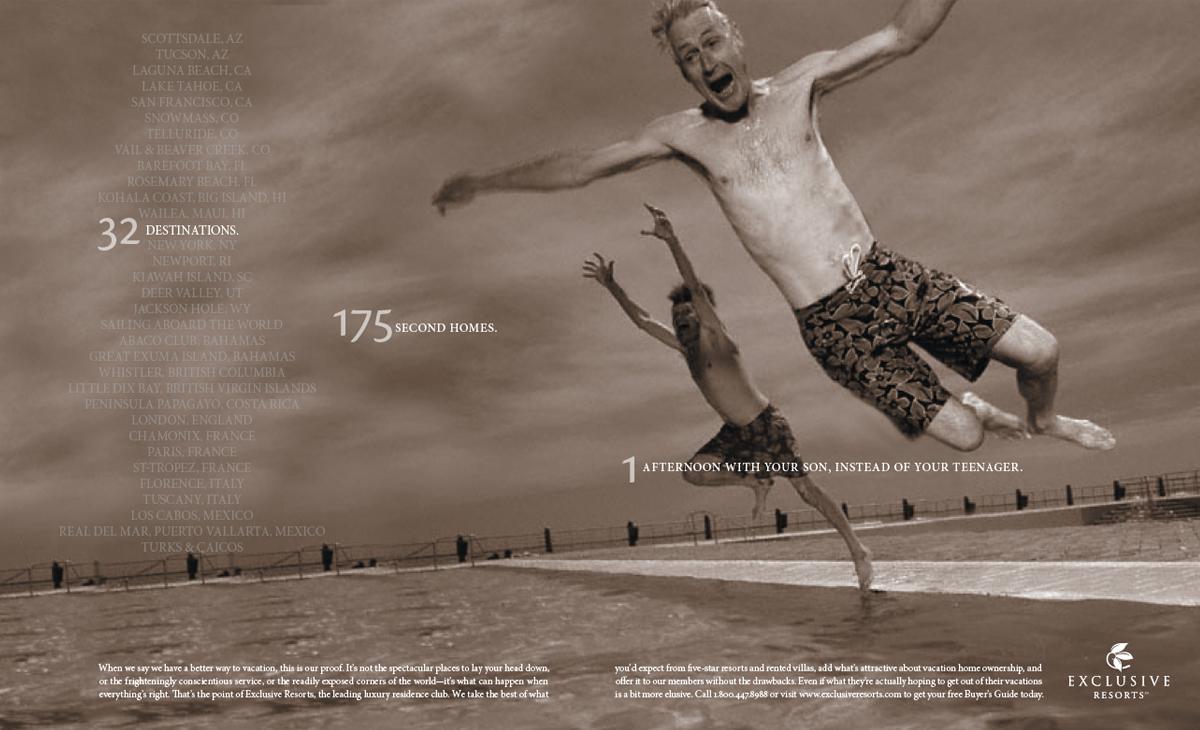 SCOTTSDALE, AZ
TUCSON, AZ
LAGUNA BEACH, CA
LAKE TAHOE, CA
SAN FRANCISCO, CA
SNOWMASS, CO
TELLURIDE, CO
VAIL & BEAVER CREEK, CO
BAREFOOT BAY, FL
ROSEMARY BEACH, FL
KOHALA COAST, BIG ISLAND, HI
WAILEA, MAUI, HI
32 DESTINATIONS.
NEW YORK, NY
NEWPORT, RI
KIAWAH ISLAND, SC
DEER VALLEY, UT
JACKSON HOLE, WY
SAILING ABOARD THE WORLD
ABACO CLUB, BAHAMAS
GREAT EXUMA ISLAND, BAHAMAS
WHISTLER, BRITISH COLUMBIA
LITTLE DIX BAY, BRITISH VIRGIN ISLANDS
PENINSULA PAPAGAYO, COSTA RICA
LONDON, ENGLAND
CHAMONIX, FRANCE
PARIS, FRANCE
ST-TROPEZ, FRANCE
FLORENCE, ITALY
TUSCANY, ITALY
LOS CABOS, MEXICO
REAL DEL MAR, PUERTO VALLARTA, MEXICO
TURKS & CAICOS
175 SECOND HOMES.
1 AFTERNOON WITH YOUR SON, INSTEAD OF YOUR TEENAGER.
When we say we have a better way to vacation, this is our proof. It's not the spectacular places to lay your head down,
or the frighteningly conscientious service, or the readily exposed corners of the world—it's what can happen when
everything's right. That's the point of Exclusive Resorts, the leading luxury residence club. We take the best of what
you'd expect from five-star resorts and rented villas, add what's attractive about vacation home ownership, and
offer it to our members without the drawbacks. Even if what they're actually hoping to get out of their vacations
is a bit more elusive. Call 1.800.447.8988 or visit www.exclusiveresorts.com to get your free Buyer's Guide today.
EXCLUSIVE
RESORTS™